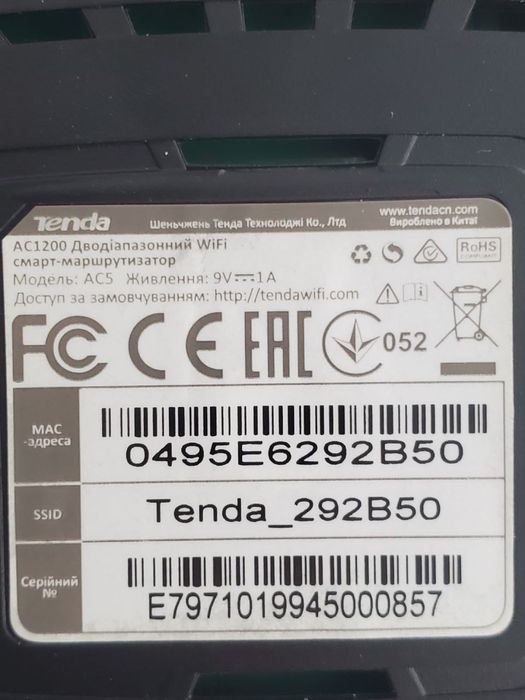 Tenda Шеньчжень Тенда Технолоджі Ко., Лтд www.tendacn.com
Вироблено в Китаї
AC1200 Дводіапазонний WiFi
смарт-маршрутизатор
Модель: AC5 Живлення: 9V⎓1A
Доступ за замовчуванням: http://tendawifi.com
RoHS
FC CE EAC 052
MAC
-адреса
0495E6292B50
SSID
Tenda_292B50
Серійний
№
E7971019945000857